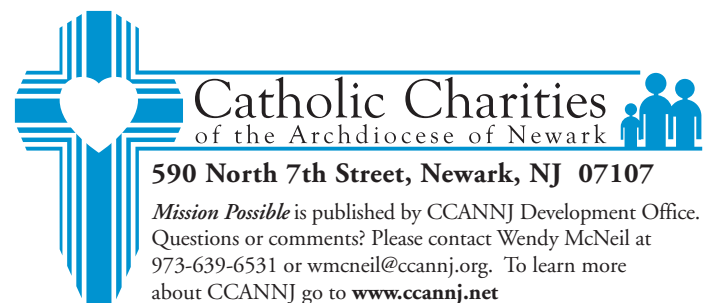 Catholic Charities
of the Archdiocese of Newark
590 North 7th Street, Newark, NJ  07107
Mission Possible is published by CCANNJ Development Office.
Questions or comments? Please contact Wendy McNeil at
973-639-6531 or wmcneil@ccannj.org.  To learn more
about CCANNJ go to www.ccannj.net